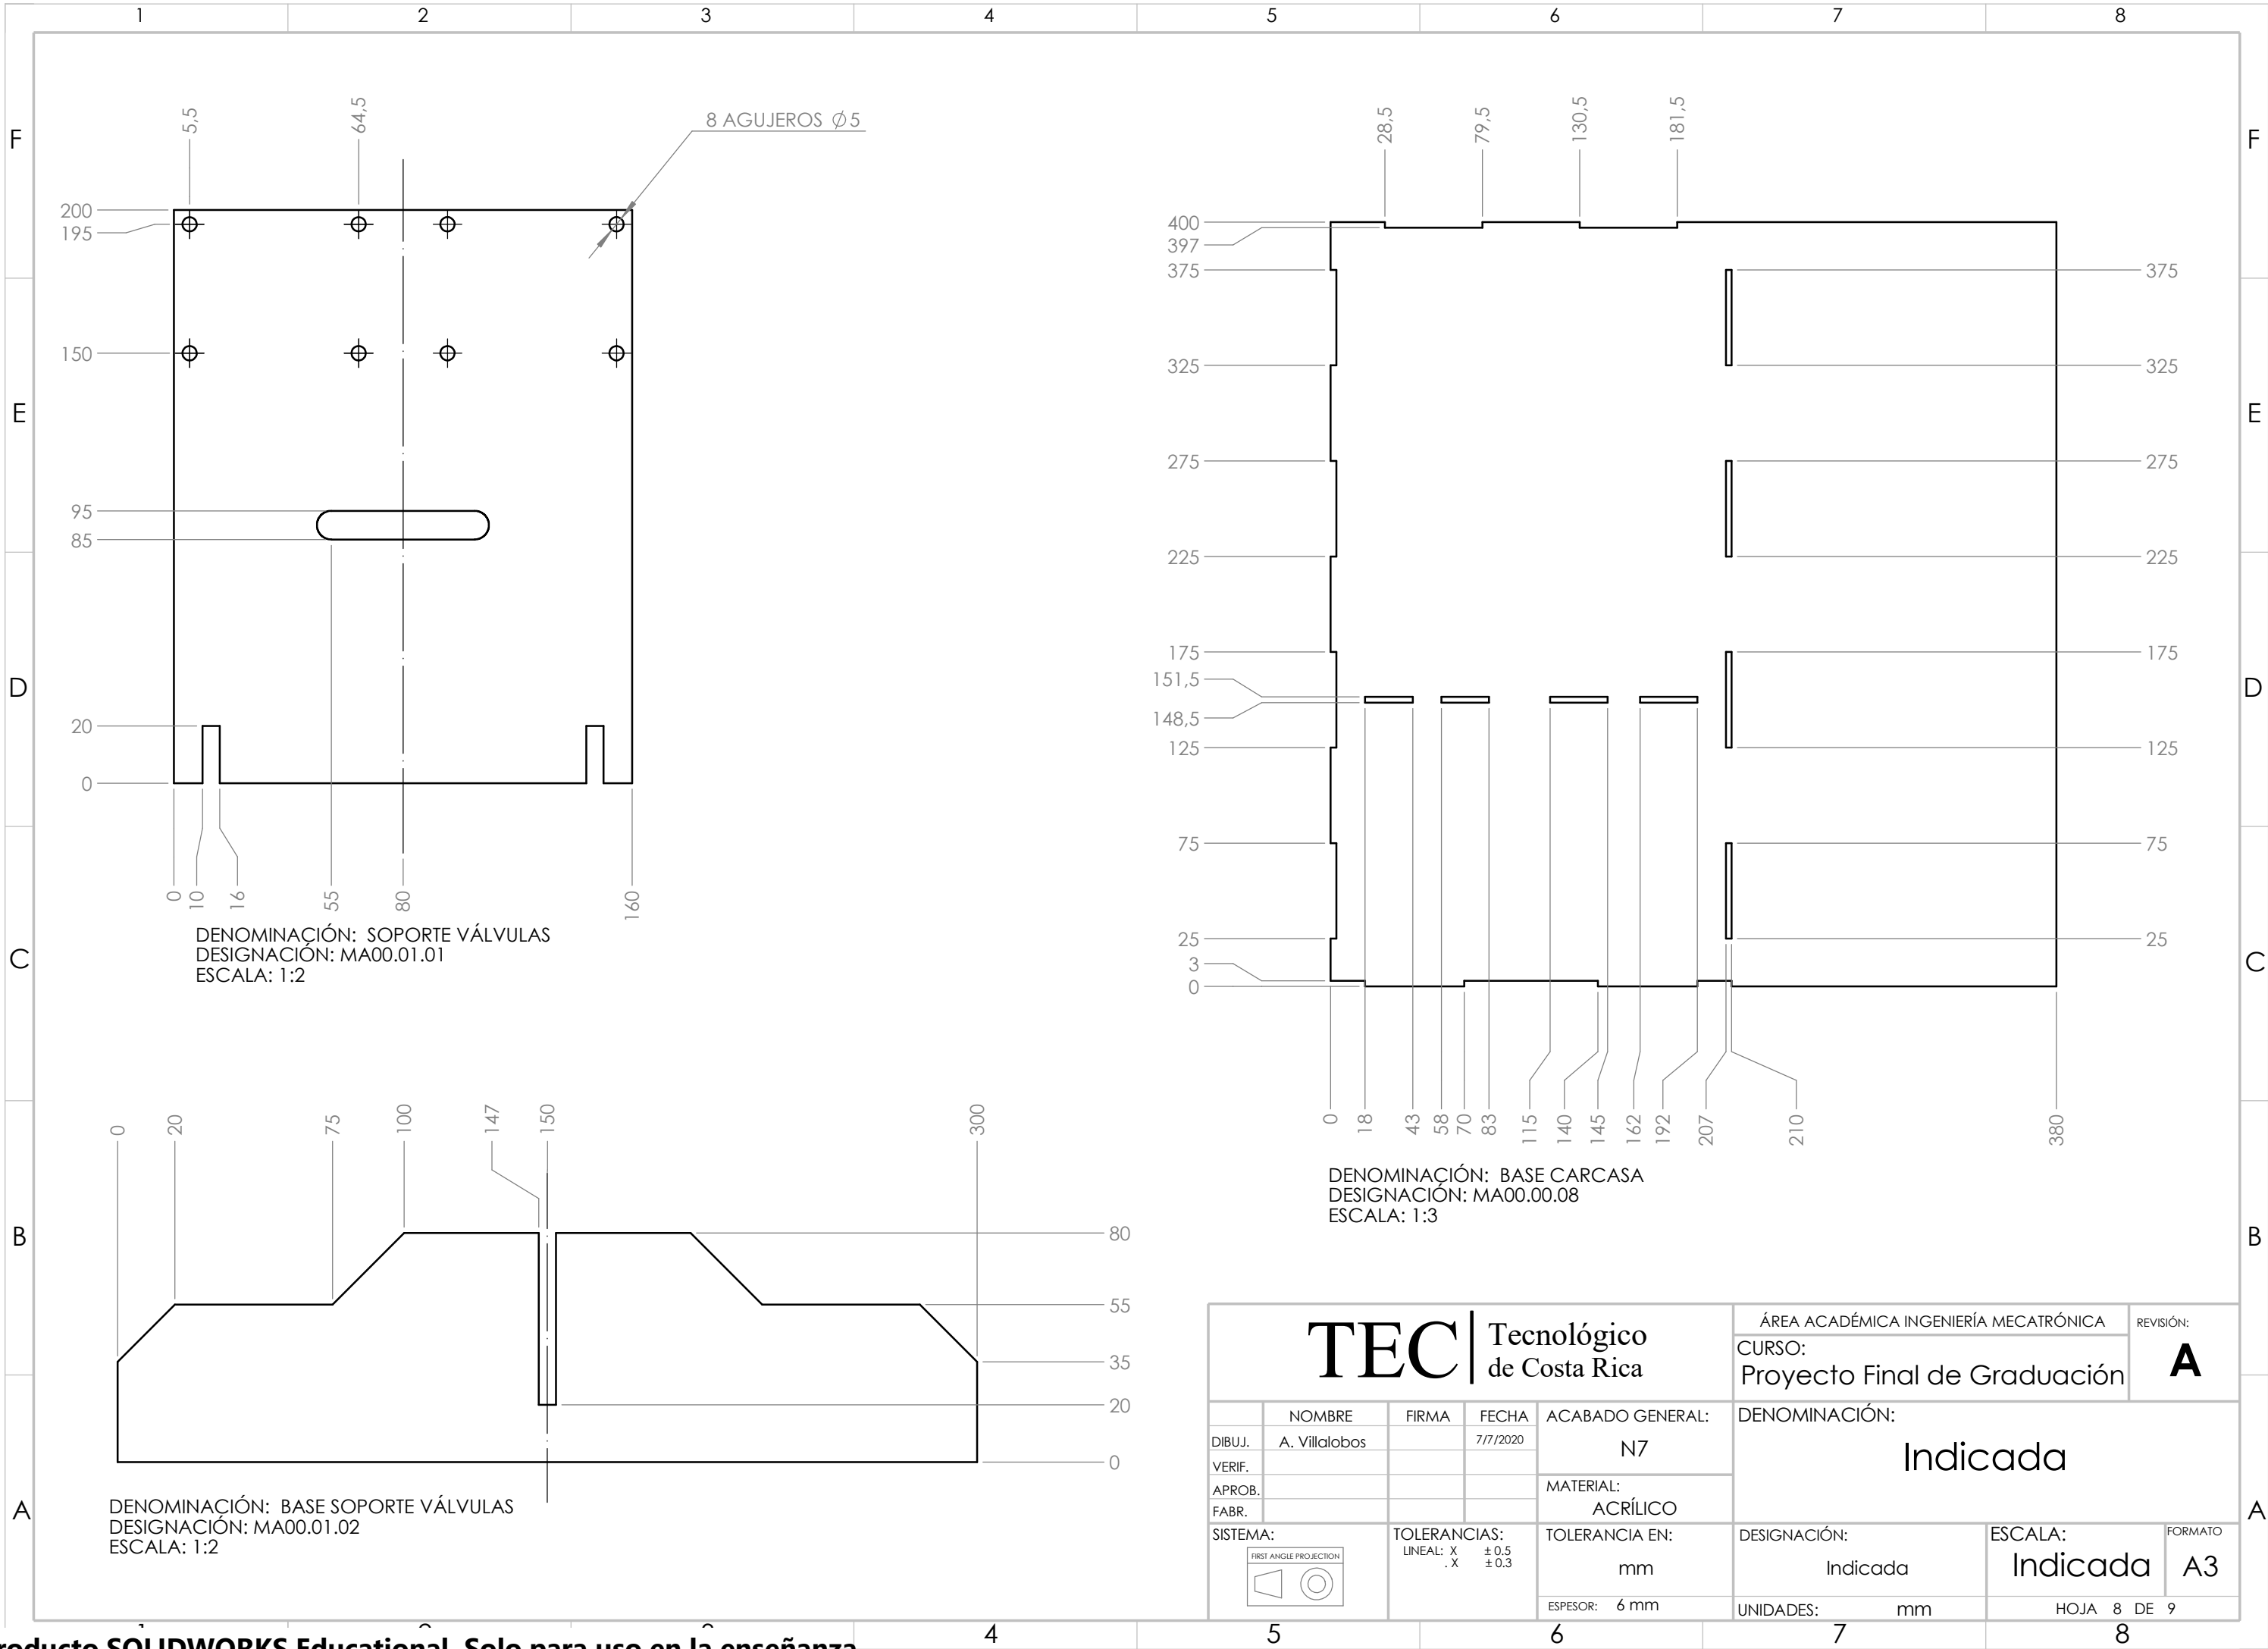 1 2 3 4 5 6 7 8
F F
E E
D D
C C
B B
A A
5,5 64,5
8 AGUJEROS ∅5
200
195
150
95
85
20
0
0 10 16 55 80 160
DENOMINACIÓN: SOPORTE VÁLVULAS
DESIGNACIÓN: MA00.01.01
ESCALA: 1:2
28,5 79,5 130,5 181,5
400
397
375 375
325 325
275 275
225 225
175 175
151,5
148,5
125 125
75 75
25 25
3
0
0 18 43 58 70 83 115 140 145 162 192 207 210 380
DENOMINACIÓN: BASE CARCASA
DESIGNACIÓN: MA00.00.08
ESCALA: 1:3
0 20 75 100 147 150 300
80
55
35
20
0
DENOMINACIÓN: BASE SOPORTE VÁLVULAS
DESIGNACIÓN: MA00.01.02
ESCALA: 1:2
TEC Tecnológico
de Costa Rica
ÁREA ACADÉMICA INGENIERÍA MECATRÓNICA
CURSO:
Proyecto Final de Graduación
REVISIÓN:
A
NOMBRE FIRMA FECHA
DIBUJ. A. Villalobos 7/7/2020
VERIF.
APROB.
FABR.
ACABADO GENERAL:
N7
MATERIAL:
ACRÍLICO
DENOMINACIÓN:
Indicada
SISTEMA:
FIRST ANGLE PROJECTION
TOLERANCIAS:
LINEAL: X ± 0.5
. X ± 0.3
TOLERANCIA EN:
mm
ESPESOR: 6 mm
DESIGNACIÓN:
Indicada
UNIDADES: mm
ESCALA:
Indicada
FORMATO
A3
HOJA 8 DE 9
4 5 6 7 8
SOLIDWORKS Educational. Solo para uso en la enseñanza